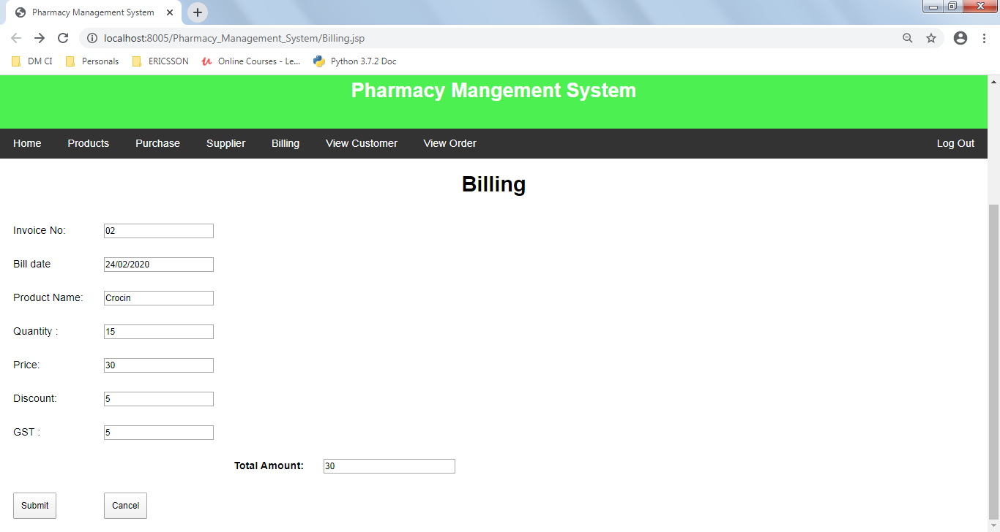 Pharmacy Management System
localhost:8005/Pharmacy_Management_System/Billing.jsp
DM CI Personals ERICSSON Online Courses - Le... Python 3.7.2 Doc
Pharmacy Mangement System
Home Products Purchase Supplier Billing View Customer View Order Log Out
Billing
Invoice No: 02
Bill date 24/02/2020
Product Name: Crocin
Quantity : 15
Price: 30
Discount: 5
GST : 5
Total Amount: 30
Submit Cancel